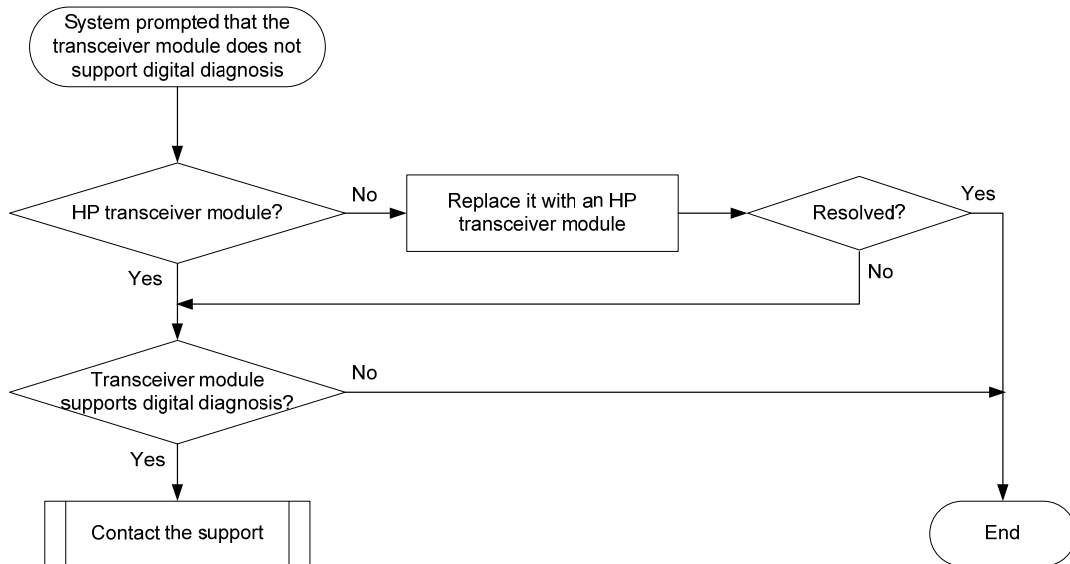 System prompted that the
transceiver module does not
support digital diagnosis
HP transceiver module?
No
Replace it with an HP
transceiver module
Resolved?
Yes
Yes
No
Transceiver module
supports digital diagnosis?
No
Yes
Contact the support
End